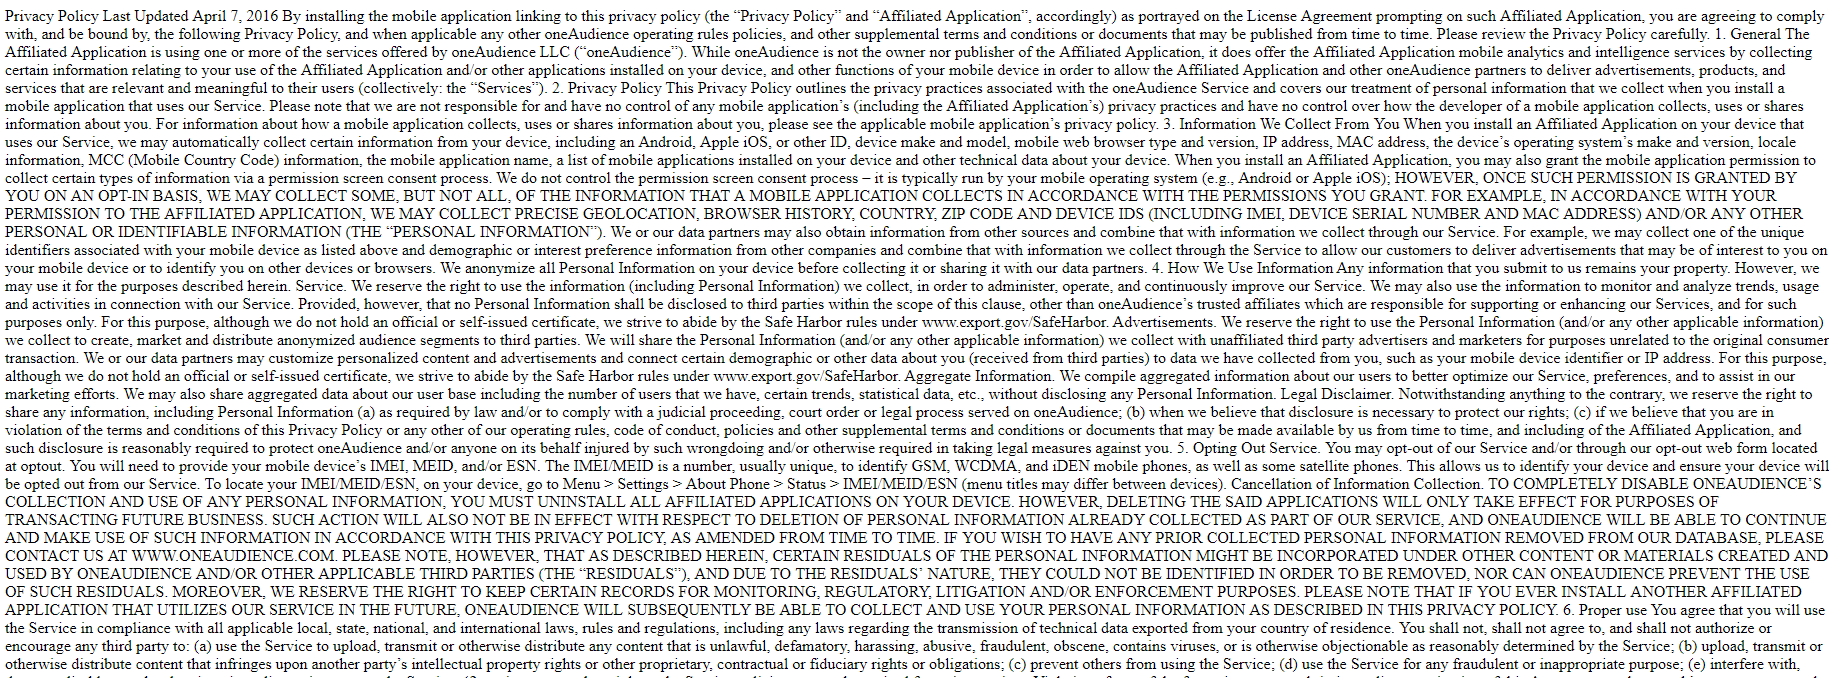 Privacy Policy Last Updated April 7, 2016 By installing the mobile application linking to this privacy policy (the “Privacy Policy” and “Affiliated Application”, accordingly) as portrayed on the License Agreement prompting on such Affiliated Application, you are agreeing to comply
with, and be bound by, the following Privacy Policy, and when applicable any other oneAudience operating rules policies, and other supplemental terms and conditions or documents that may be published from time to time. Please review the Privacy Policy carefully. 1. General The
Affiliated Application is using one or more of the services offered by oneAudience LLC (“oneAudience”). While oneAudience is not the owner nor publisher of the Affiliated Application, it does offer the Affiliated Application mobile analytics and intelligence services by collecting
certain information relating to your use of the Affiliated Application and/or other applications installed on your device, and other functions of your mobile device in order to allow the Affiliated Application and other oneAudience partners to deliver advertisements, products, and
services that are relevant and meaningful to their users (collectively: the “Services”). 2. Privacy Policy This Privacy Policy outlines the privacy practices associated with the oneAudience Service and covers our treatment of personal information that we collect when you install a
mobile application that uses our Service. Please note that we are not responsible for and have no control of any mobile application’s (including the Affiliated Application’s) privacy practices and have no control over how the developer of a mobile application collects, uses or shares
information about you. For information about how a mobile application collects, uses or shares information about you, please see the applicable mobile application’s privacy policy. 3. Information We Collect From You When you install an Affiliated Application on your device that
uses our Service, we may automatically collect certain information from your device, including an Android, Apple iOS, or other ID, device make and model, mobile web browser type and version, IP address, MAC address, the device’s operating system’s make and version, locale
information, MCC (Mobile Country Code) information, the mobile application name, a list of mobile applications installed on your device and other technical data about your device. When you install an Affiliated Application, you may also grant the mobile application permission to
collect certain types of information via a permission screen consent process. We do not control the permission screen consent process – it is typically run by your mobile operating system (e.g., Android or Apple iOS); HOWEVER, ONCE SUCH PERMISSION IS GRANTED BY
YOU ON AN OPT-IN BASIS, WE MAY COLLECT SOME, BUT NOT ALL, OF THE INFORMATION THAT A MOBILE APPLICATION COLLECTS IN ACCORDANCE WITH THE PERMISSIONS YOU GRANT. FOR EXAMPLE, IN ACCORDANCE WITH YOUR
PERMISSION TO THE AFFILIATED APPLICATION, WE MAY COLLECT PRECISE GEOLOCATION, BROWSER HISTORY, COUNTRY, ZIP CODE AND DEVICE IDS (INCLUDING IMEI, DEVICE SERIAL NUMBER AND MAC ADDRESS) AND/OR ANY OTHER
PERSONAL OR IDENTIFIABLE INFORMATION (THE “PERSONAL INFORMATION”). We or our data partners may also obtain information from other sources and combine that with information we collect through our Service. For example, we may collect one of the unique
identifiers associated with your mobile device as listed above and demographic or interest preference information from other companies and combine that with information we collect through the Service to allow our customers to deliver advertisements that may be of interest to you on
your mobile device or to identify you on other devices or browsers. We anonymize all Personal Information on your device before collecting it or sharing it with our data partners. 4. How We Use Information Any information that you submit to us remains your property. However, we
may use it for the purposes described herein. Service. We reserve the right to use the information (including Personal Information) we collect, in order to administer, operate, and continuously improve our Service. We may also use the information to monitor and analyze trends, usage
and activities in connection with our Service. Provided, however, that no Personal Information shall be disclosed to third parties within the scope of this clause, other than oneAudience’s trusted affiliates which are responsible for supporting or enhancing our Services, and for such
purposes only. For this purpose, although we do not hold an official or self-issued certificate, we strive to abide by the Safe Harbor rules under www.export.gov/SafeHarbor. Advertisements. We reserve the right to use the Personal Information (and/or any other applicable information)
we collect to create, market and distribute anonymized audience segments to third parties. We will share the Personal Information (and/or any other applicable information) we collect with unaffiliated third party advertisers and marketers for purposes unrelated to the original consumer
transaction. We or our data partners may customize personalized content and advertisements and connect certain demographic or other data about you (received from third parties) to data we have collected from you, such as your mobile device identifier or IP address. For this purpose,
although we do not hold an official or self-issued certificate, we strive to abide by the Safe Harbor rules under www.export.gov/SafeHarbor. Aggregate Information. We compile aggregated information about our users to better optimize our Service, preferences, and to assist in our
marketing efforts. We may also share aggregated data about our user base including the number of users that we have, certain trends, statistical data, etc., without disclosing any Personal Information. Legal Disclaimer. Notwithstanding anything to the contrary, we reserve the right to
share any information, including Personal Information (a) as required by law and/or to comply with a judicial proceeding, court order or legal process served on oneAudience; (b) when we believe that disclosure is necessary to protect our rights; (c) if we believe that you are in
violation of the terms and conditions of this Privacy Policy or any other of our operating rules, code of conduct, policies and other supplemental terms and conditions or documents that may be made available by us from time to time, and including of the Affiliated Application, and
such disclosure is reasonably required to protect oneAudience and/or anyone on its behalf injured by such wrongdoing and/or otherwise required in taking legal measures against you. 5. Opting Out Service. You may opt-out of our Service and/or through our opt-out web form located
at optout. You will need to provide your mobile device’s IMEI, MEID, and/or ESN. The IMEI/MEID is a number, usually unique, to identify GSM, WCDMA, and iDEN mobile phones, as well as some satellite phones. This allows us to identify your device and ensure your device will
be opted out from our Service. To locate your IMEI/MEID/ESN, on your device, go to Menu > Settings > About Phone > Status > IMEI/MEID/ESN (menu titles may differ between devices). Cancellation of Information Collection. TO COMPLETELY DISABLE ONEAUDIENCE’S
COLLECTION AND USE OF ANY PERSONAL INFORMATION, YOU MUST UNINSTALL ALL AFFILIATED APPLICATIONS ON YOUR DEVICE. HOWEVER, DELETING THE SAID APPLICATIONS WILL ONLY TAKE EFFECT FOR PURPOSES OF
TRANSACTING FUTURE BUSINESS. SUCH ACTION WILL ALSO NOT BE IN EFFECT WITH RESPECT TO DELETION OF PERSONAL INFORMATION ALREADY COLLECTED AS PART OF OUR SERVICE, AND ONEAUDIENCE WILL BE ABLE TO CONTINUE
AND MAKE USE OF SUCH INFORMATION IN ACCORDANCE WITH THIS PRIVACY POLICY, AS AMENDED FROM TIME TO TIME. IF YOU WISH TO HAVE ANY PRIOR COLLECTED PERSONAL INFORMATION REMOVED FROM OUR DATABASE, PLEASE
CONTACT US AT WWW.ONEAUDIENCE.COM. PLEASE NOTE, HOWEVER, THAT AS DESCRIBED HEREIN, CERTAIN RESIDUALS OF THE PERSONAL INFORMATION MIGHT BE INCORPORATED UNDER OTHER CONTENT OR MATERIALS CREATED AND
USED BY ONEAUDIENCE AND/OR OTHER APPLICABLE THIRD PARTIES (THE “RESIDUALS”), AND DUE TO THE RESIDUALS’ NATURE, THEY COULD NOT BE IDENTIFIED IN ORDER TO BE REMOVED, NOR CAN ONEAUDIENCE PREVENT THE USE
OF SUCH RESIDUALS. MOREOVER, WE RESERVE THE RIGHT TO KEEP CERTAIN RECORDS FOR MONITORING, REGULATORY, LITIGATION AND/OR ENFORCEMENT PURPOSES. PLEASE NOTE THAT IF YOU EVER INSTALL ANOTHER AFFILIATED
APPLICATION THAT UTILIZES OUR SERVICE IN THE FUTURE, ONEAUDIENCE WILL SUBSEQUENTLY BE ABLE TO COLLECT AND USE YOUR PERSONAL INFORMATION AS DESCRIBED IN THIS PRIVACY POLICY. 6. Proper use You agree that you will use
the Service in compliance with all applicable local, state, national, and international laws, rules and regulations, including any laws regarding the transmission of technical data exported from your country of residence. You shall not, shall not agree to, and shall not authorize or
encourage any third party to: (a) use the Service to upload, transmit or otherwise distribute any content that is unlawful, defamatory, harassing, abusive, fraudulent, obscene, contains viruses, or is otherwise objectionable as reasonably determined by the Service; (b) upload, transmit or
otherwise distribute content that infringes upon another party’s intellectual property rights or other proprietary, contractual or fiduciary rights or obligations; (c) prevent others from using the Service; (d) use the Service for any fraudulent or inappropriate purpose; (e) interfere with,